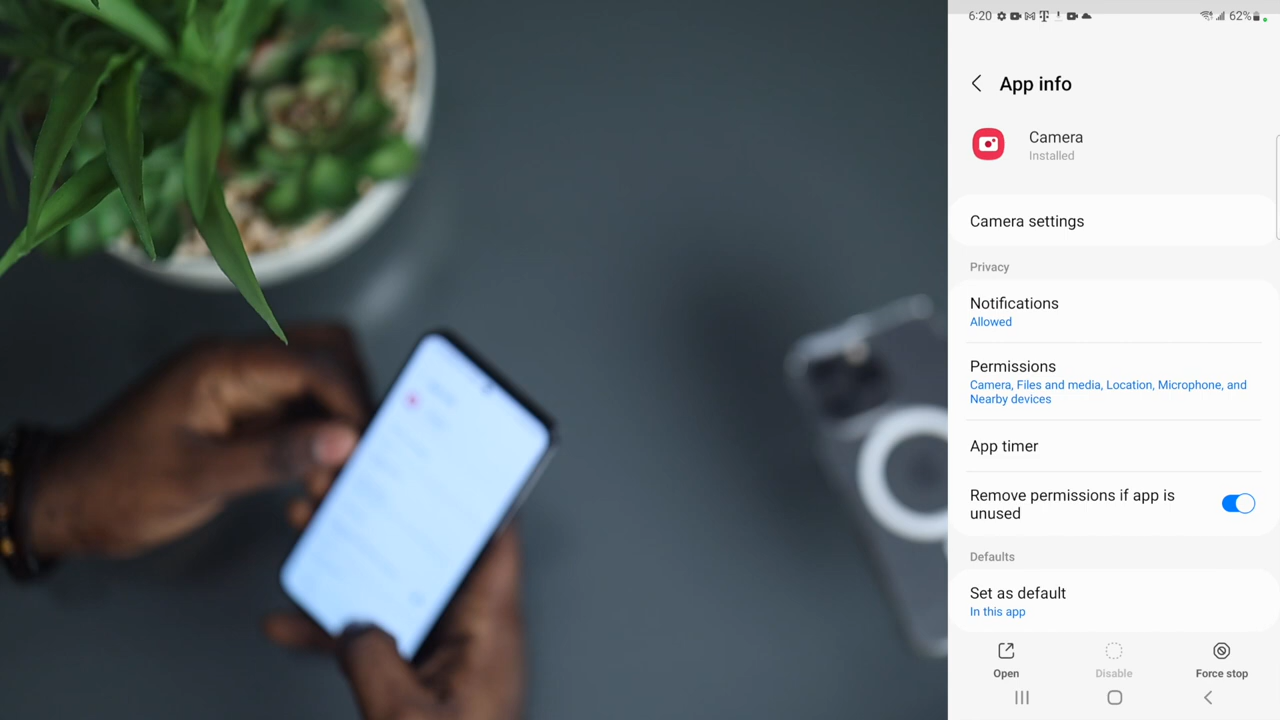 6:20
62%
App info
Camera
Installed
Camera settings
Privacy
Notifications
Allowed
Permissions
Camera, Files and media, Location, Microphone, and
Nearby devices
App timer
Remove permissions if app is
unused
Defaults
Set as default
In this app
Open
Disable
Force stop